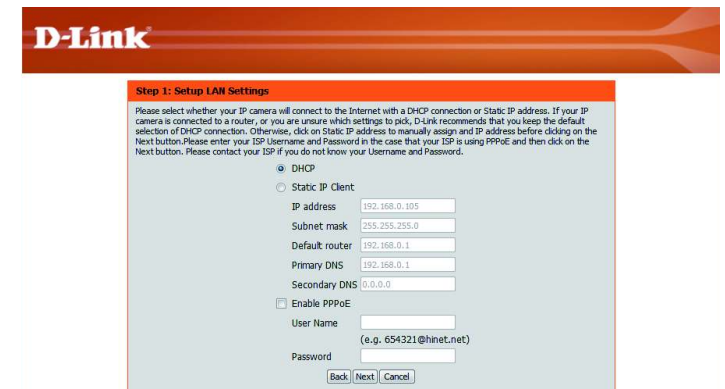 D-Link
Step 1: Setup LAN Settings
Please select whether your IP camera will connect to the Internet with a DHCP connection or Static IP address. If your IP
camera is connected to a router, or you are unsure which settings to pick, D-Link recommends that you keep the default
selection of DHCP connection. Otherwise, click on Static IP address to manually assign and IP address before clicking on the
Next button.Please enter your ISP Username and Password in the case that your ISP is using PPPoE and then click on the
Next button. Please contact your ISP if you do not know your Username and Password.
DHCP
Static IP Client
IP address 192.168.0.105
Subnet mask 255.255.255.0
Default router 192.168.0.1
Primary DNS 192.168.0.1
Secondary DNS 0.0.0.0
Enable PPPoE
User Name
(e.g. 654321@hinet.net)
Password
Back Next Cancel